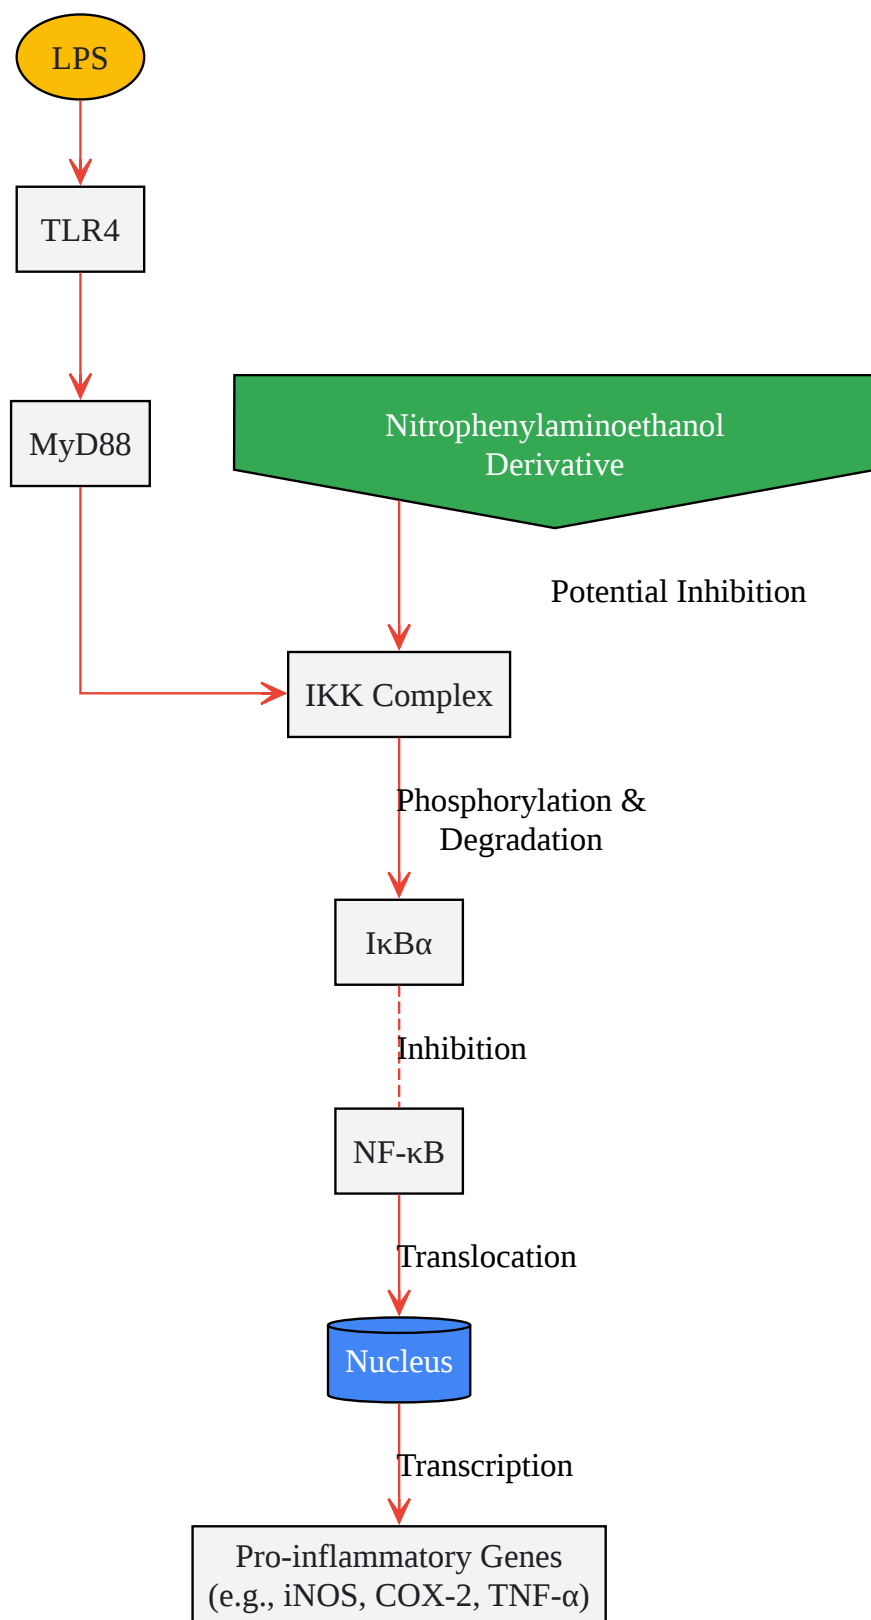 LPS
TLR4
MyD88
Nitrophenylaminoethanol
Derivative
Potential Inhibition
IKK Complex
Phosphorylation &
Degradation
IκBα
Inhibition
NF-κB
Translocation
Nucleus
Transcription
Pro-inflammatory Genes
(e.g., iNOS, COX-2, TNF-α)